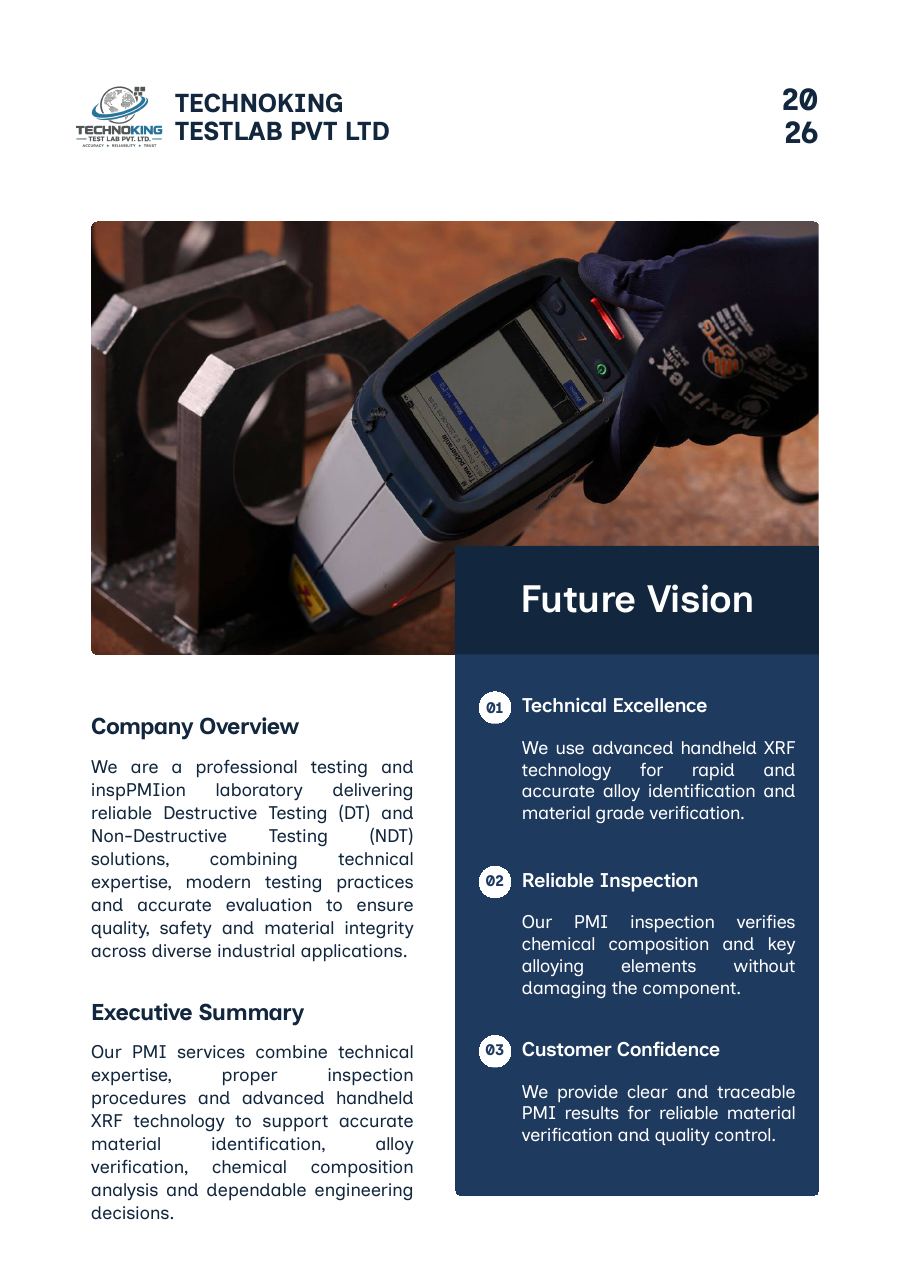 TECHNOKING
TEST LAB PVT. LTD.
ACCURACY • RELIABILITY • TRUST
TECHNOKING
TESTLAB PVT LTD
20
26
MaxiFlex®
ATG
Future Vision
Company Overview
We are a professional testing and
inspPMIion laboratory delivering
reliable Destructive Testing (DT) and
Non-Destructive Testing (NDT)
solutions, combining technical
expertise, modern testing practices
and accurate evaluation to ensure
quality, safety and material integrity
across diverse industrial applications.
Executive Summary
Our PMI services combine technical
expertise, proper inspection
procedures and advanced handheld
XRF technology to support accurate
material identification, alloy
verification, chemical composition
analysis and dependable engineering
decisions.
01 Technical Excellence
We use advanced handheld XRF
technology for rapid and
accurate alloy identification and
material grade verification.
02 Reliable Inspection
Our PMI inspection verifies
chemical composition and key
alloying elements without
damaging the component.
03 Customer Confidence
We provide clear and traceable
PMI results for reliable material
verification and quality control.